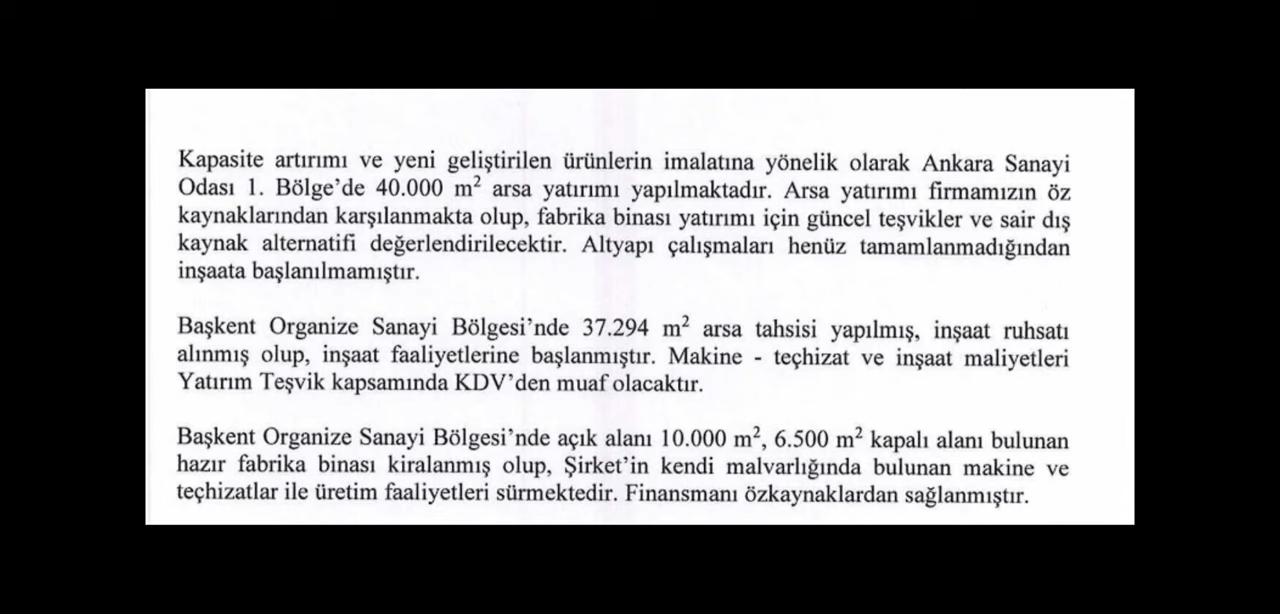 Kapasite artırımı ve yeni geliştirilen ürünlerin imalatına yönelik olarak Ankara Sanayi
Odası 1. Bölge’de 40.000 m² arsa yatırımı yapılmaktadır. Arsa yatırımı firmamızın öz
kaynaklarından karşılanmakta olup, fabrika binası yatırımı için güncel teşvikler ve sair dış
kaynak alternatifi değerlendirilecektir. Altyapı çalışmaları henüz tamamlanmadığından
inşaata başlanılmamıştır.
Başkent Organize Sanayi Bölgesi’nde 37.294 m² arsa tahsisi yapılmış, inşaat ruhsatı
alınmış olup, inşaat faaliyetlerine başlanmıştır. Makine - teçhizat ve inşaat maliyetleri
Yatırım Teşvik kapsamında KDV’den muaf olacaktır.
Başkent Organize Sanayi Bölgesi’nde açık alanı 10.000 m², 6.500 m² kapalı alanı bulunan
hazır fabrika binası kiralanmış olup, Şirket’in kendi malvarlığında bulunan makine ve
teçhizatlar ile üretim faaliyetleri sürmektedir. Finansmanı özkaynaklardan sağlanmıştır.